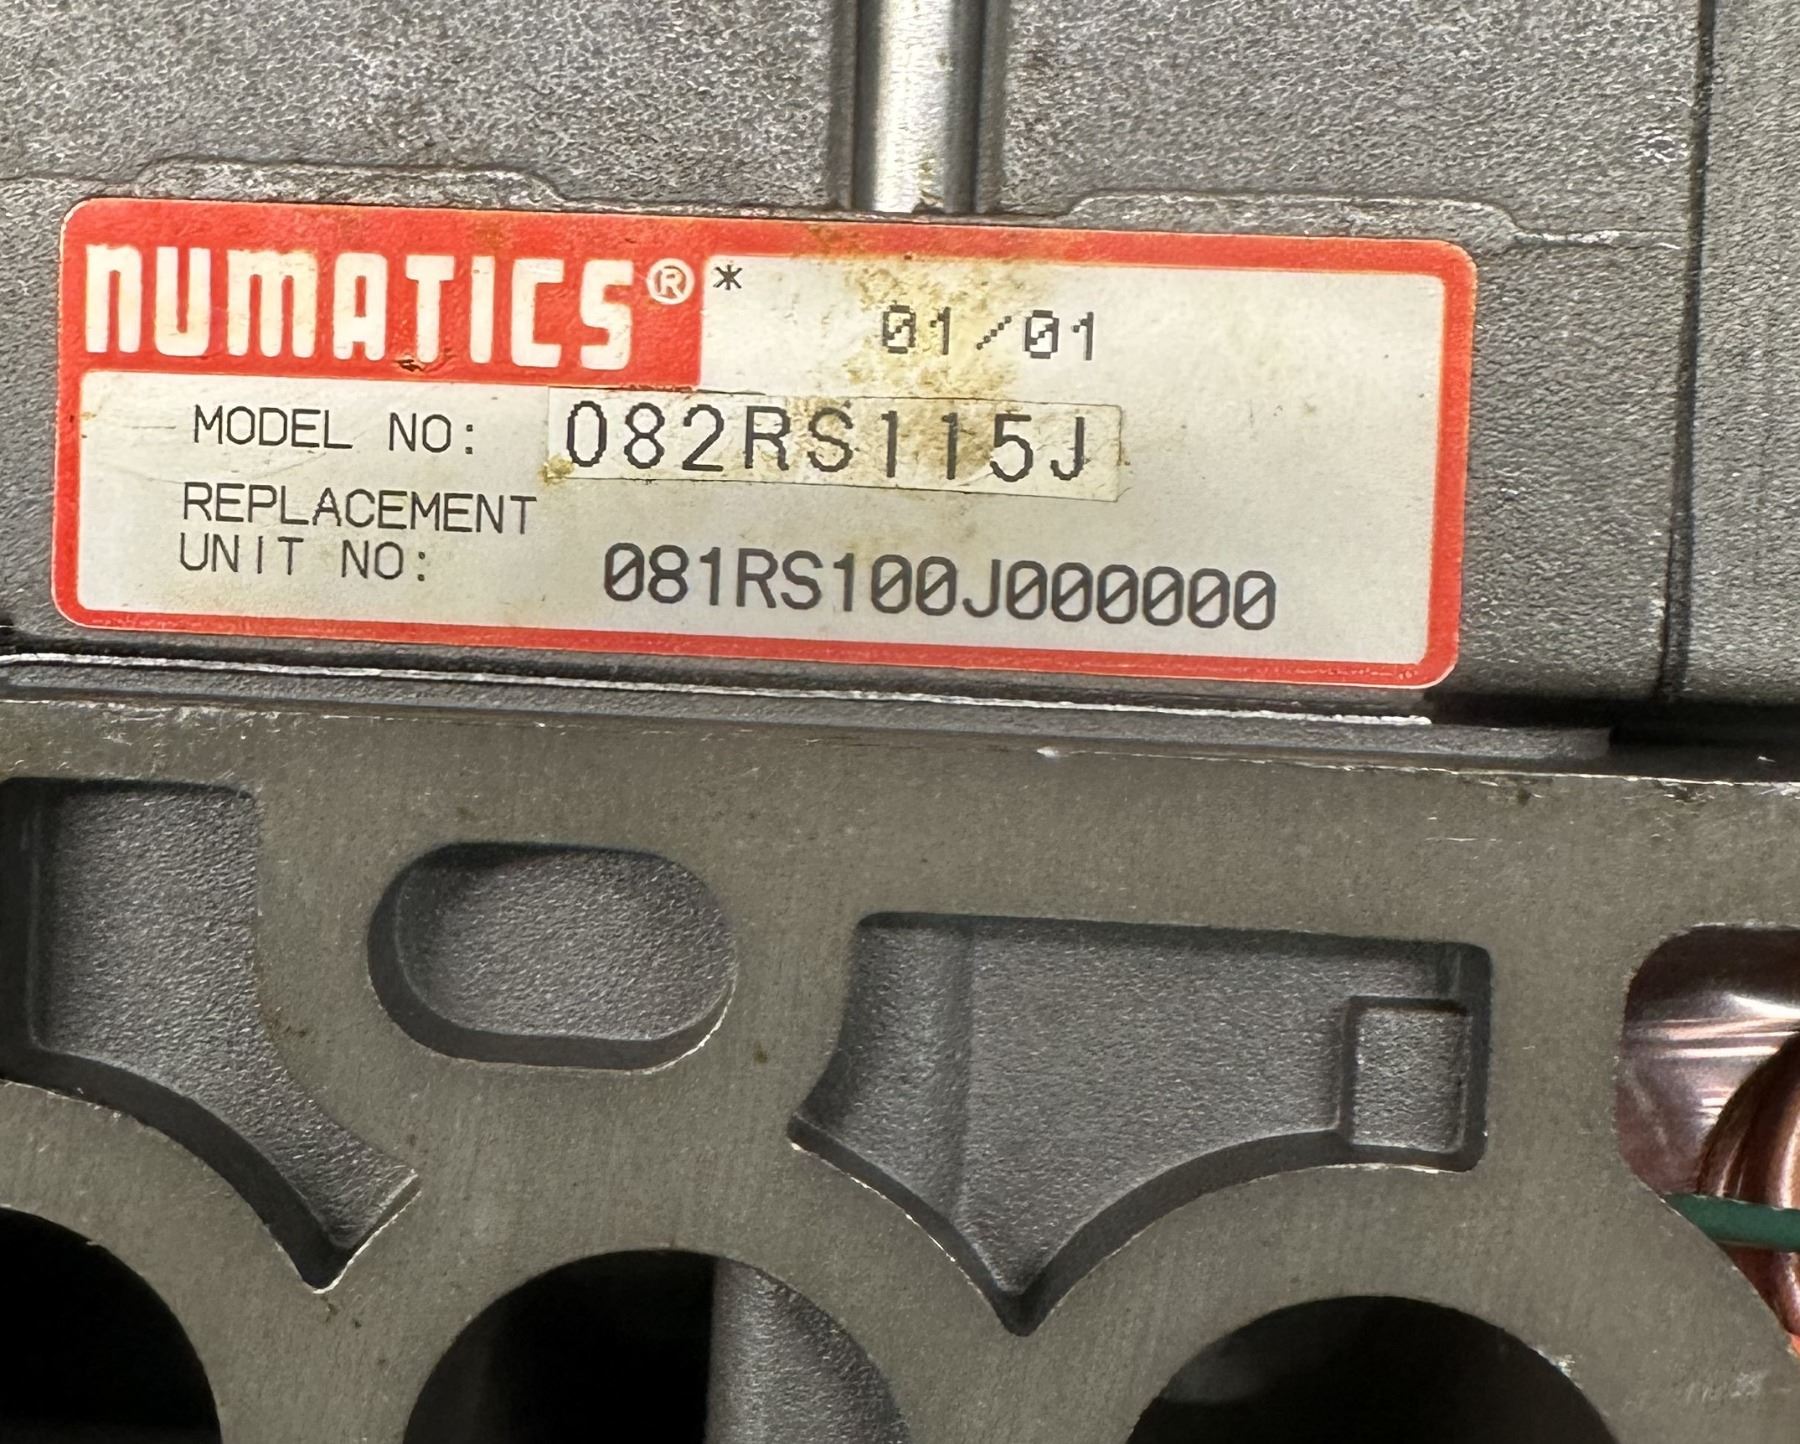 NUMATICS®* 01/01
MODEL NO: 082RS115J
REPLACEMENT
UNIT NO: 081RS100J000000